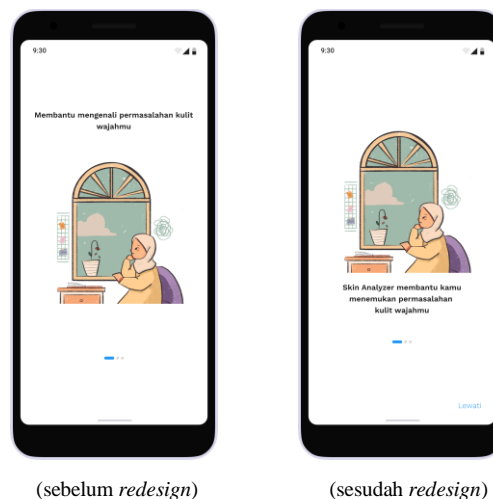 9:30
Membantu mengenali permasalahan kulit
wajahmu
(sebelum redesign)
9:30
Skin Analyzer membantu kamu
menemukan permasalahan
kulit wajahmu
Lewati
(sesudah redesign)